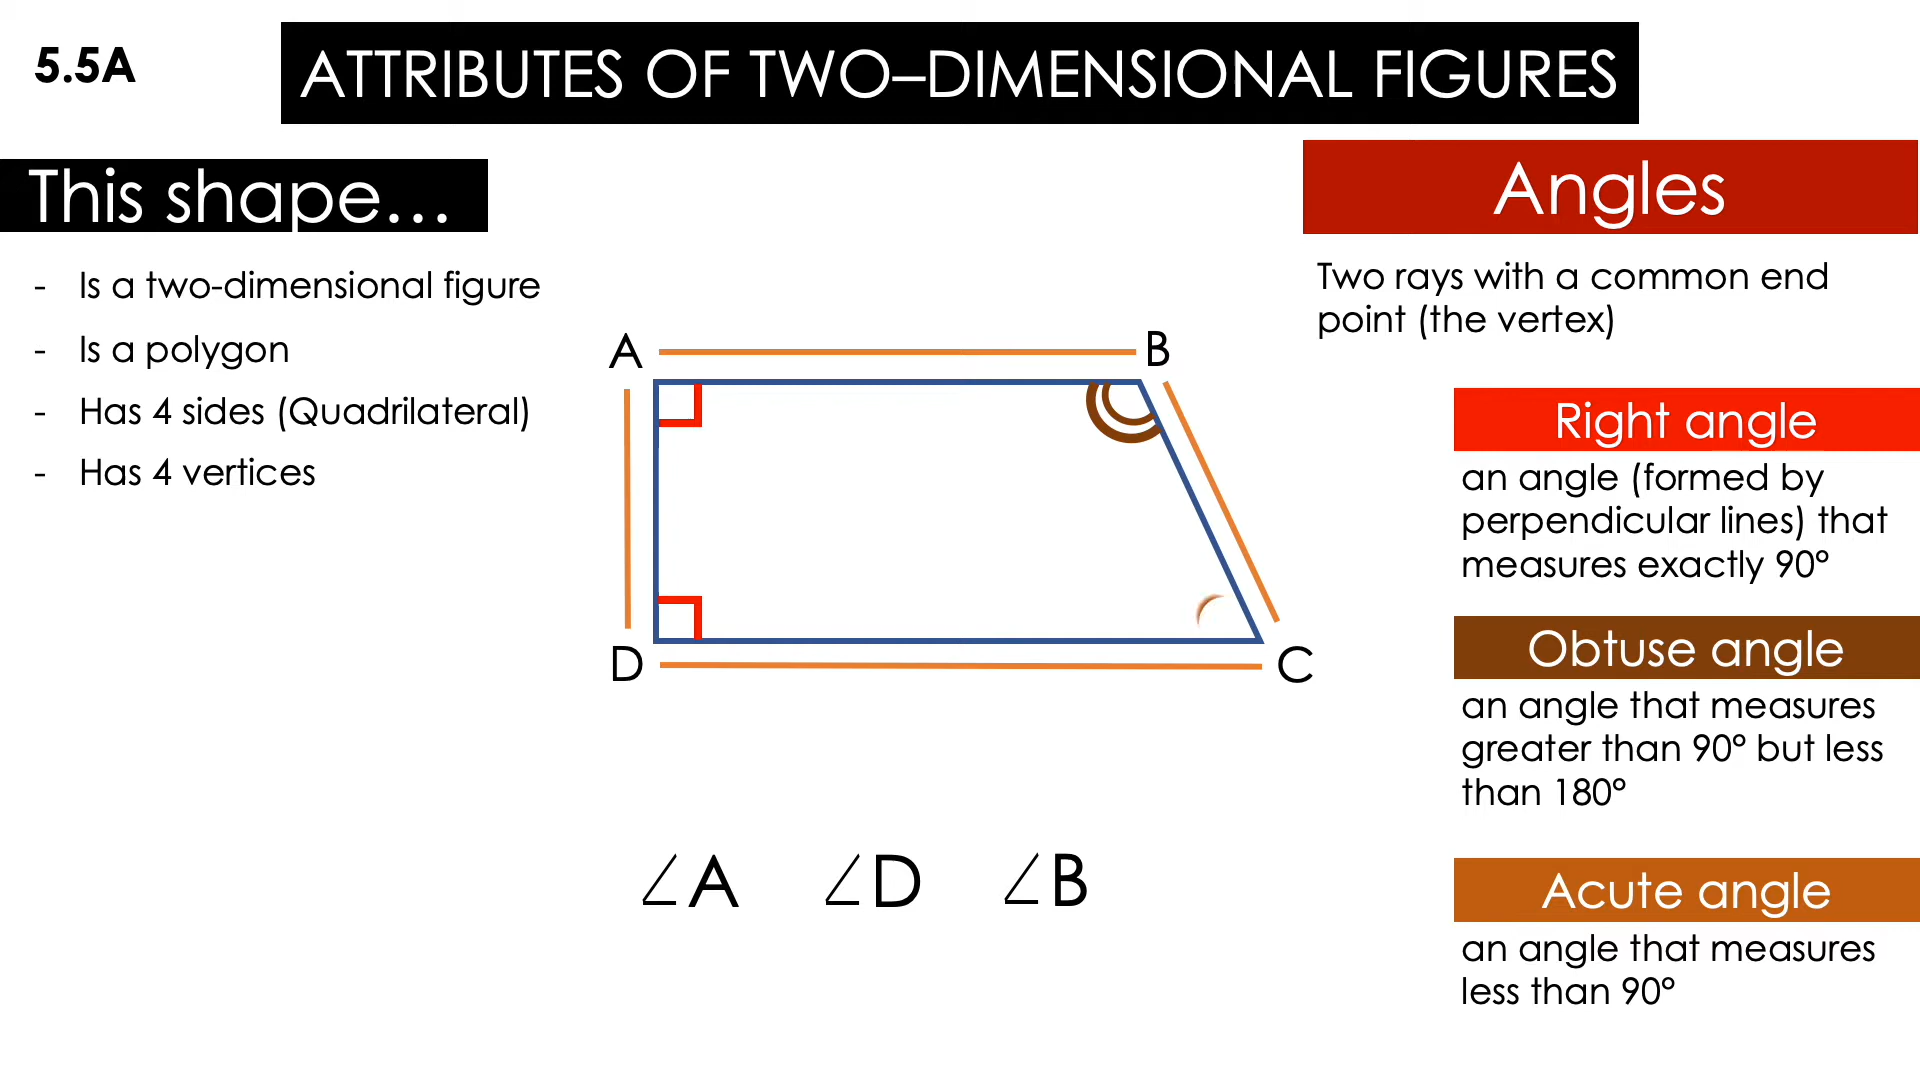 5.5A
ATTRIBUTES OF TWO–DIMENSIONAL FIGURES
This shape...
- Is a two-dimensional figure
- Is a polygon
- Has 4 sides (Quadrilateral)
- Has 4 vertices
A
B
D
C
∠A ∠D ∠B
Angles
Two rays with a common end
point (the vertex)
Right angle
an angle (formed by
perpendicular lines) that
measures exactly 90°
Obtuse angle
an angle that measures
greater than 90° but less
than 180°
Acute angle
an angle that measures
less than 90°